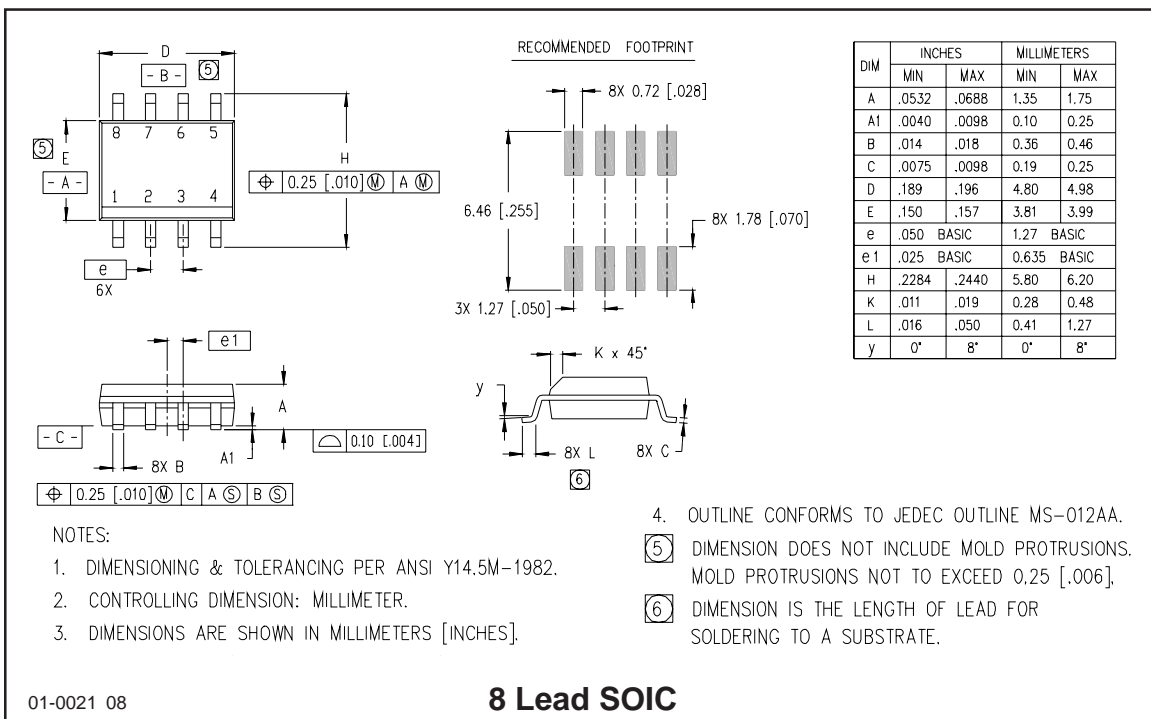 D
- B -
5
8 7 6 5
5
E
- A -
H
⌖ 0.25 [.010] Ⓜ A Ⓜ
1 2 3 4
e
6X
RECOMMENDED FOOTPRINT
8X 0.72 [.028]
6.46 [.255]
8X 1.78 [.070]
3X 1.27 [.050]
DIM INCHES MILLIMETERS
MIN MAX MIN MAX
A .0532 .0688 1.35 1.75
A1 .0040 .0098 0.10 0.25
B .014 .018 0.36 0.46
C .0075 .0098 0.19 0.25
D .189 .196 4.80 4.98
E .150 .157 3.81 3.99
e .050 BASIC 1.27 BASIC
e1 .025 BASIC 0.635 BASIC
H .2284 .2440 5.80 6.20
K .011 .019 0.28 0.48
L .016 .050 0.41 1.27
y 0° 8° 0° 8°
e1
A
- C -
8X B
A1
⌓ 0.10 [.004]
⌖ 0.25 [.010] Ⓜ C A Ⓢ B Ⓢ
K x 45°
y
8X L
8X C
6
NOTES:
1. DIMENSIONING & TOLERANCING PER ANSI Y14.5M-1982.
2. CONTROLLING DIMENSION: MILLIMETER.
3. DIMENSIONS ARE SHOWN IN MILLIMETERS [INCHES].
4. OUTLINE CONFORMS TO JEDEC OUTLINE MS-012AA.
5 DIMENSION DOES NOT INCLUDE MOLD PROTRUSIONS.
MOLD PROTRUSIONS NOT TO EXCEED 0,25 [.006].
6 DIMENSION IS THE LENGTH OF LEAD FOR
SOLDERING TO A SUBSTRATE.
01-0021 08
8 Lead SOIC